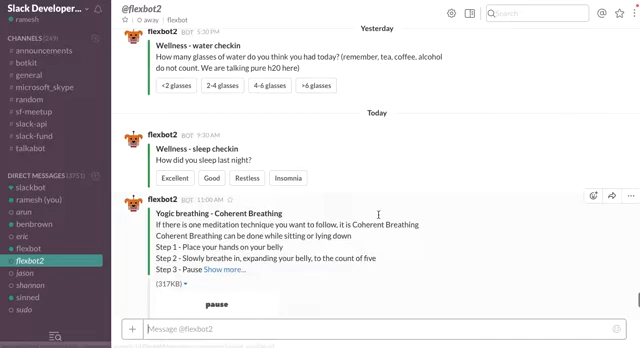 Slack Developer...
ramesh
CHANNELS (249)
# announcements
# botkit
# general
# microsoft_skype
# random
# sf-meetup
# slack-api
# slack-fund
# talkabot
DIRECT MESSAGES (3751)
slackbot
ramesh (you)
arun
benbrown
eric
flexbot
flexbot2
jason
shannon
sinned
sudo
@flexbot2
away | flexbot
Search
Yesterday
flexbot2 BOT 5:30 PM
Wellness - water checkin
How many glasses of water do you think you had today? (remember, tea, coffee, alcohol
do not count. We are talking pure h20 here)
<2 glasses 2-4 glasses 4-6 glasses >6 glasses
Today
flexbot2 BOT 9:30 AM
Wellness - sleep checkin
How did you sleep last night?
Excellent Good Restless Insomnia
flexbot2 BOT 11:00 AM
Yogic breathing - Coherent Breathing
If there is one meditation technique you want to follow, it is Coherent Breathing
Coherent Breathing can be done while sitting or lying down
Step 1 - Place your hands on your belly
Step 2 - Slowly breathe in, expanding your belly, to the count of five
Step 3 - Pause Show more...
(317KB)
pause
Message @flexbot2